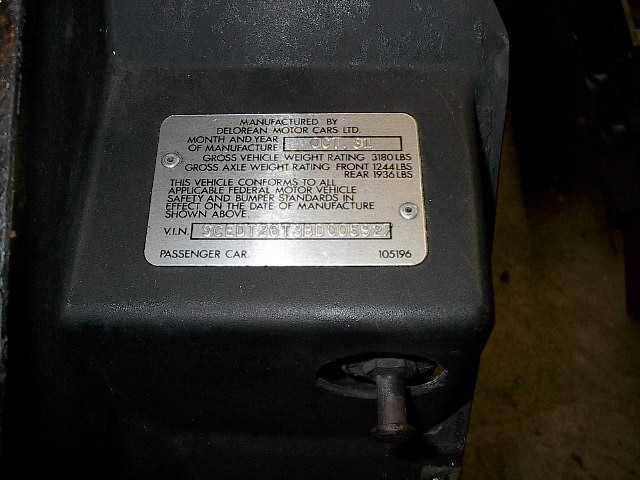 MANUFACTURED BY
DELOREAN MOTOR CARS LTD.
MONTH AND YEAR
OF MANUFACTURE OCT. 81
GROSS VEHICLE WEIGHT RATING 3180 LBS
GROSS AXLE WEIGHT RATING FRONT 1244 LBS
REAR 1936 LBS
THIS VEHICLE CONFORMS TO ALL
APPLICABLE FEDERAL MOTOR VEHICLE
SAFETY AND BUMPER STANDARDS IN
EFFECT ON THE DATE OF MANUFACTURE
SHOWN ABOVE.
V.I.N.
PASSENGER CAR. 105196